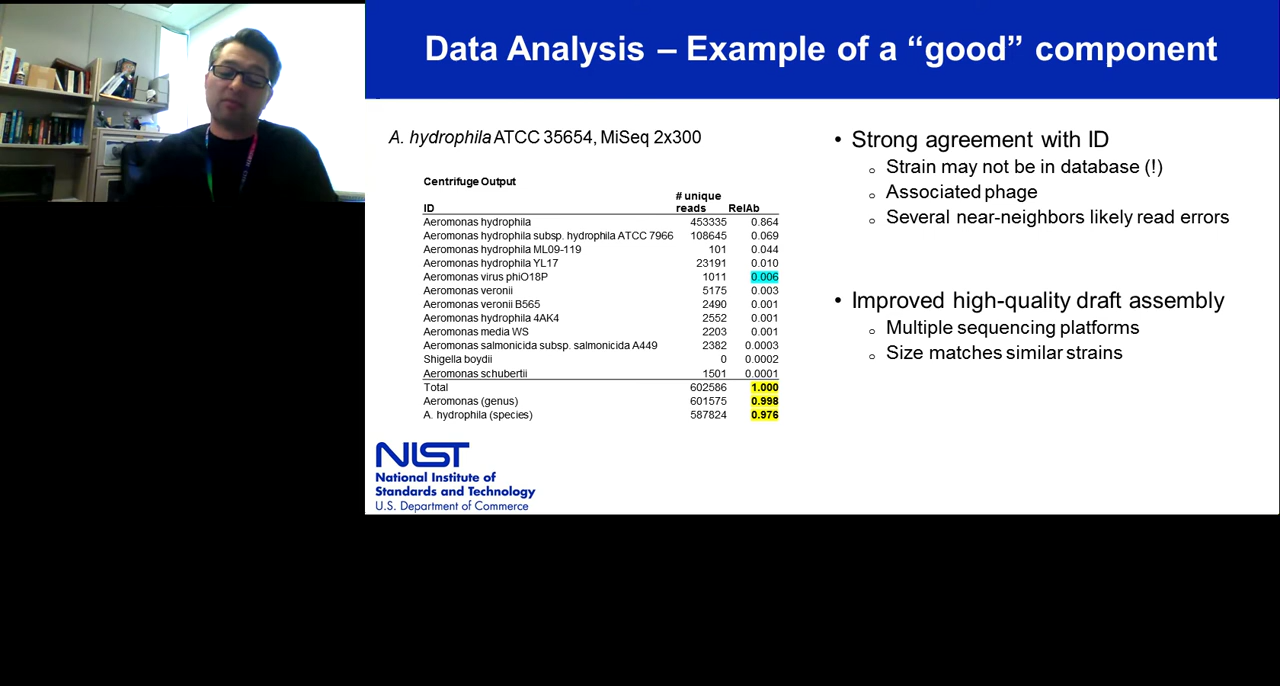 Data Analysis – Example of a “good” component
A. hydrophila ATCC 35654, MiSeq 2x300
Centrifuge Output
ID # unique reads RelAb
Aeromonas hydrophila 453335 0.864
Aeromonas hydrophila subsp. hydrophila ATCC 7966 108645 0.069
Aeromonas hydrophila ML09-119 101 0.044
Aeromonas hydrophila YL17 23191 0.010
Aeromonas virus phiO18P 1011 0.006
Aeromonas veronii 5175 0.003
Aeromonas veronii B565 2490 0.001
Aeromonas hydrophila 4AK4 2552 0.001
Aeromonas media WS 2203 0.001
Aeromonas salmonicida subsp. salmonicida A449 2382 0.0003
Shigella boydii 0 0.0002
Aeromonas schubertii 1501 0.0001
Total 602586 1.000
Aeromonas (genus) 601575 0.998
A. hydrophila (species) 587824 0.976
• Strong agreement with ID
o Strain may not be in database (!)
o Associated phage
o Several near-neighbors likely read errors
• Improved high-quality draft assembly
o Multiple sequencing platforms
o Size matches similar strains
NIST
National Institute of
Standards and Technology
U.S. Department of Commerce